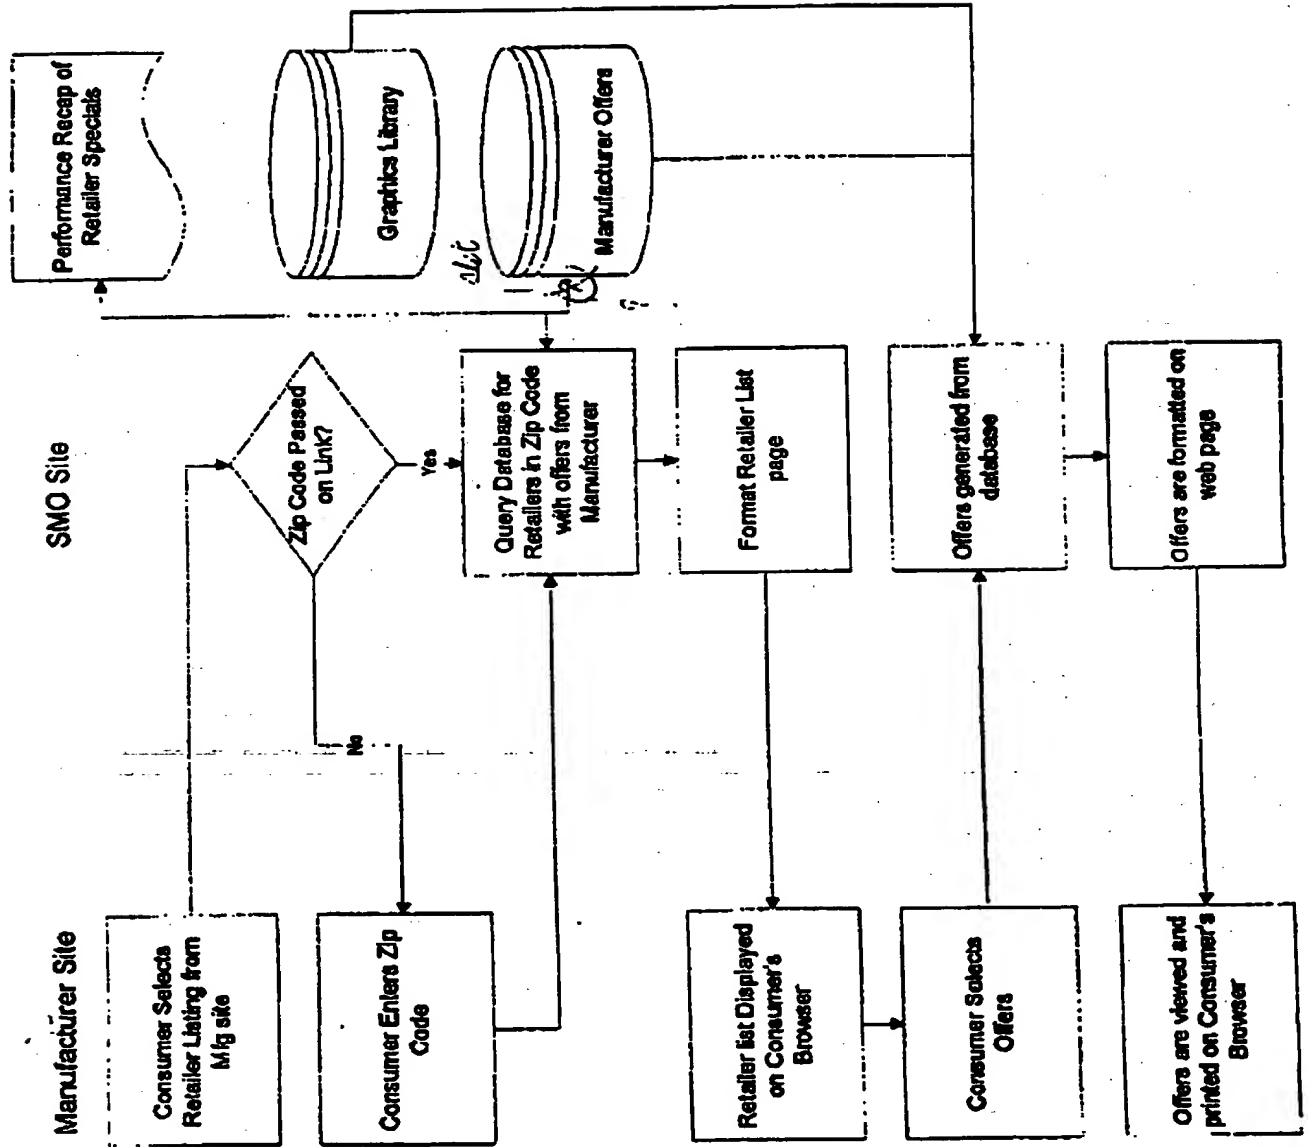 Manufacturer Site
SMO Site
Consumer Selects
Retailer Listing from
Mfg site
Zip Code Passed
on Link?
Yes
No
Consumer Enters Zip
Code
Query Database for
Retailers in Zip Code
with offers from
Manufacturer
Performance Recap of
Retailer Specials
Graphics Library
Manufacturer Offers
Format Retailer List
page
Retailer list Displayed
on Consumer's
Browser
Consumer Selects
Offers
Offers generated from
database
Offers are formatted on
web page
Offers are viewed and
printed on Consumer's
Browser